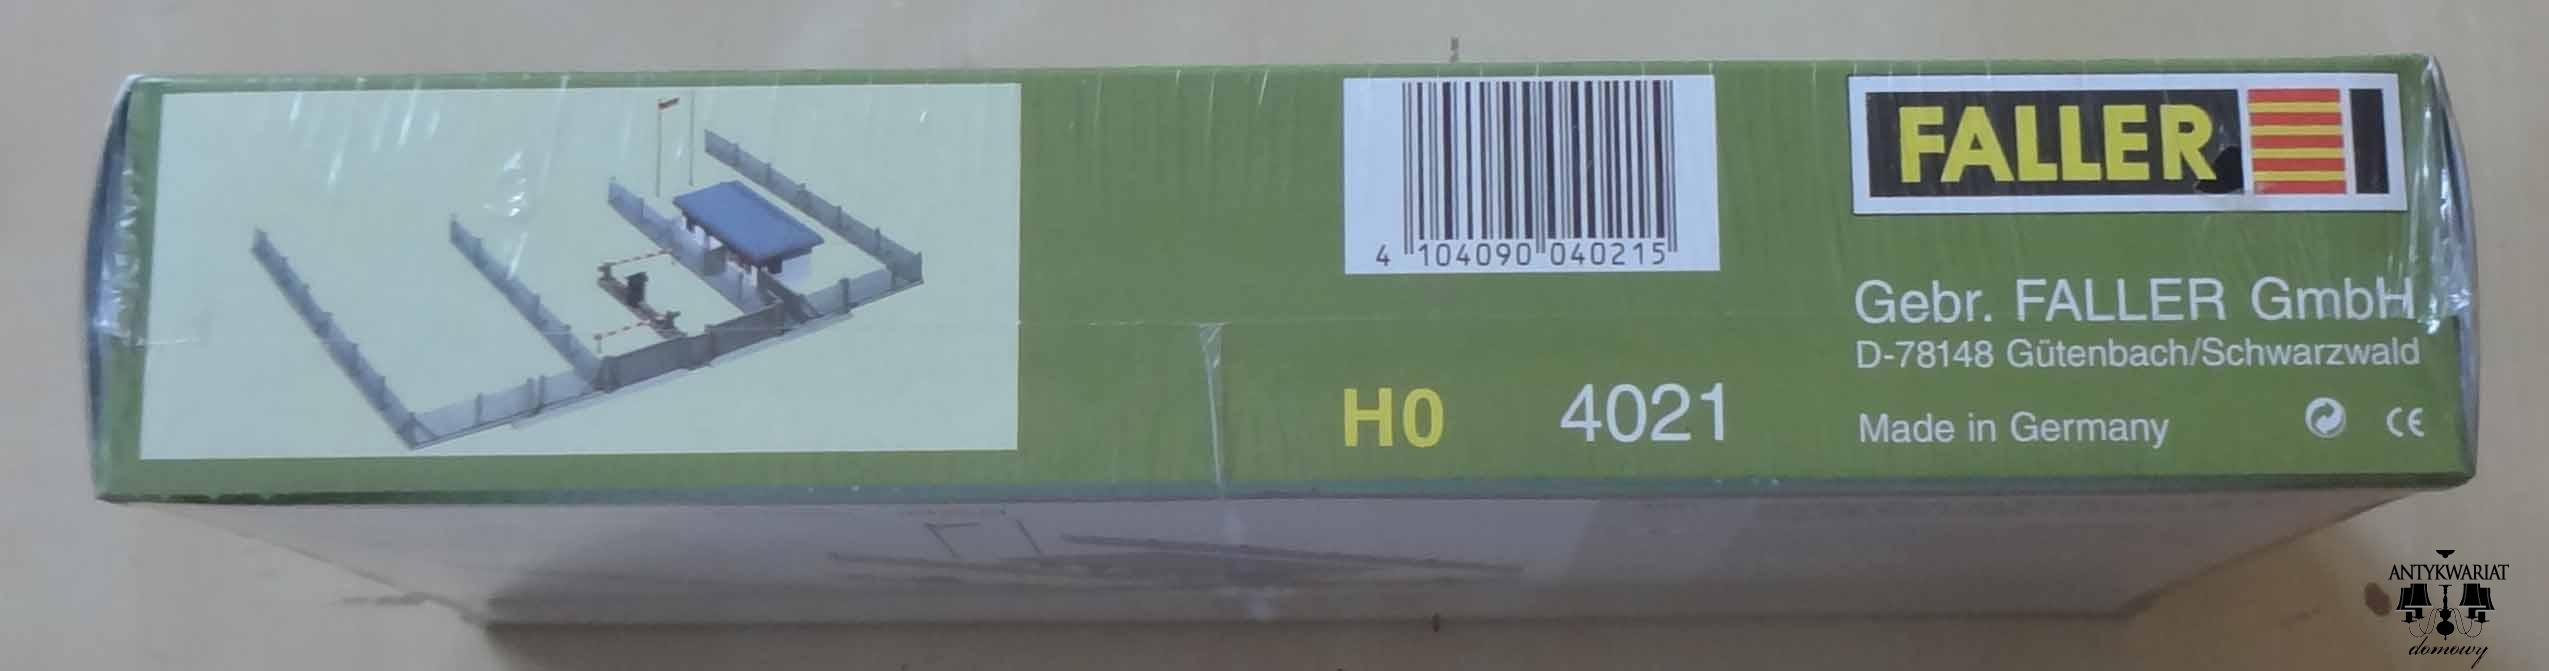 4 104090 040215
FALLER
Gebr. FALLER GmbH
D-78148 Gütenbach/Schwarzwald
H0 4021
Made in Germany
CE
ANTYKWARIAT
domowy